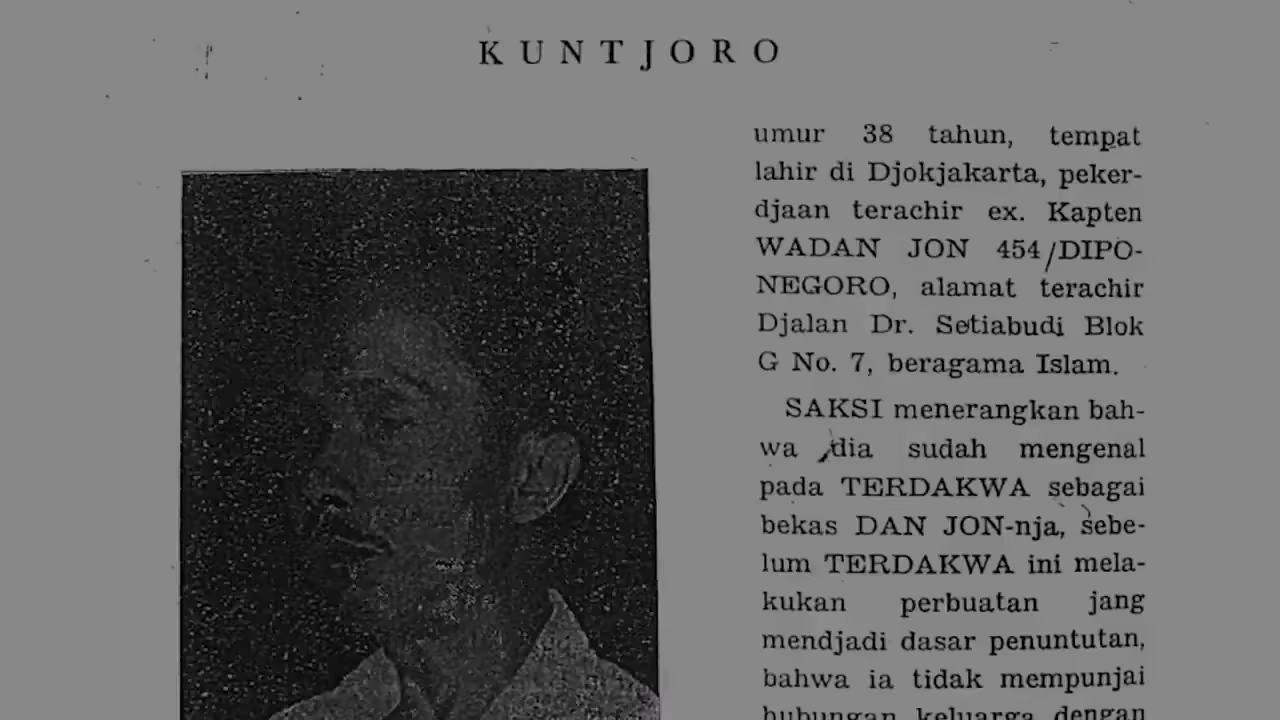 KUNTJORO
umur 38 tahun, tempat
lahir di Djokjakarta, peker-
djaan terachir ex. Kapten
WADAN JON 454/DIPO-
NEGORO, alamat terachir
Djalan Dr. Setiabudi Blok
G No. 7, beragama Islam.
SAKSI menerangkan bah-
wa dia sudah mengenal
pada TERDAKWA sebagai
bekas DAN JON-nja, sebe-
lum TERDAKWA ini mela-
kukan perbuatan jang
mendjadi dasar penuntutan,
bahwa ia tidak mempunjai
hubungan keluarga dengan